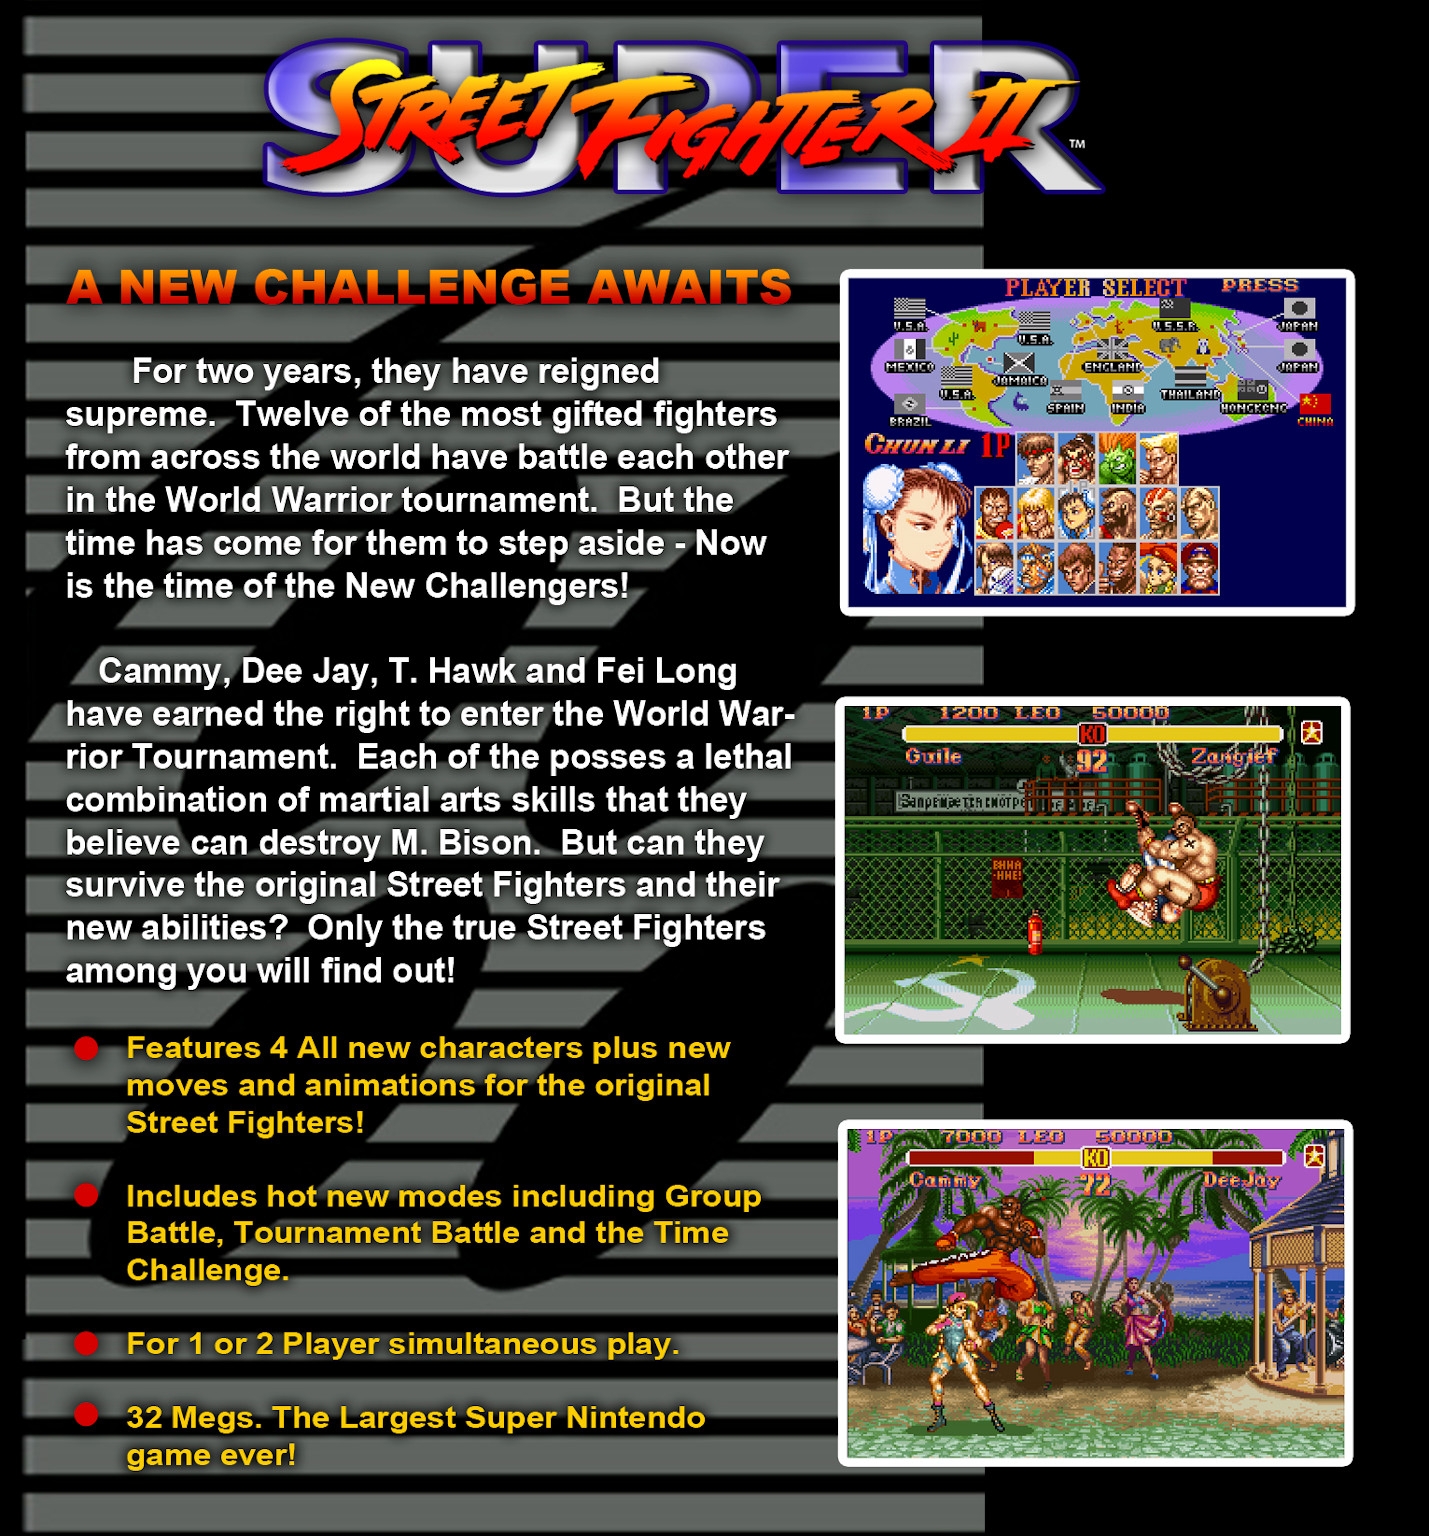 SUPER
STREET FIGHTER II
TM
A NEW CHALLENGE AWAITS
For two years, they have reigned
supreme. Twelve of the most gifted fighters
from across the world have battle each other
in the World Warrior tournament. But the
time has come for them to step aside - Now
is the time of the New Challengers!
Cammy, Dee Jay, T. Hawk and Fei Long
have earned the right to enter the World War-
rior Tournament. Each of the posses a lethal
combination of martial arts skills that they
believe can destroy M. Bison. But can they
survive the original Street Fighters and their
new abilities? Only the true Street Fighters
among you will find out!
Features 4 All new characters plus new
moves and animations for the original
Street Fighters!
Includes hot new modes including Group
Battle, Tournament Battle and the Time
Challenge.
For 1 or 2 Player simultaneous play.
32 Megs. The Largest Super Nintendo
game ever!
PLAYER SELECT PRESS
U.S.A. U.S.A. U.S.S.R. JAPAN
MEXICO JAMAICA ENGLAND JAPAN
U.S.A. SPAIN INDIA THAILAND HONGKONG
BRAZIL CHINA
CHUN LI 1P
1P 1200 LEO 50000
KO
Guile 92 Zangief
1P 7000 LEO 50000
KO
Cammy 72 DeeJay